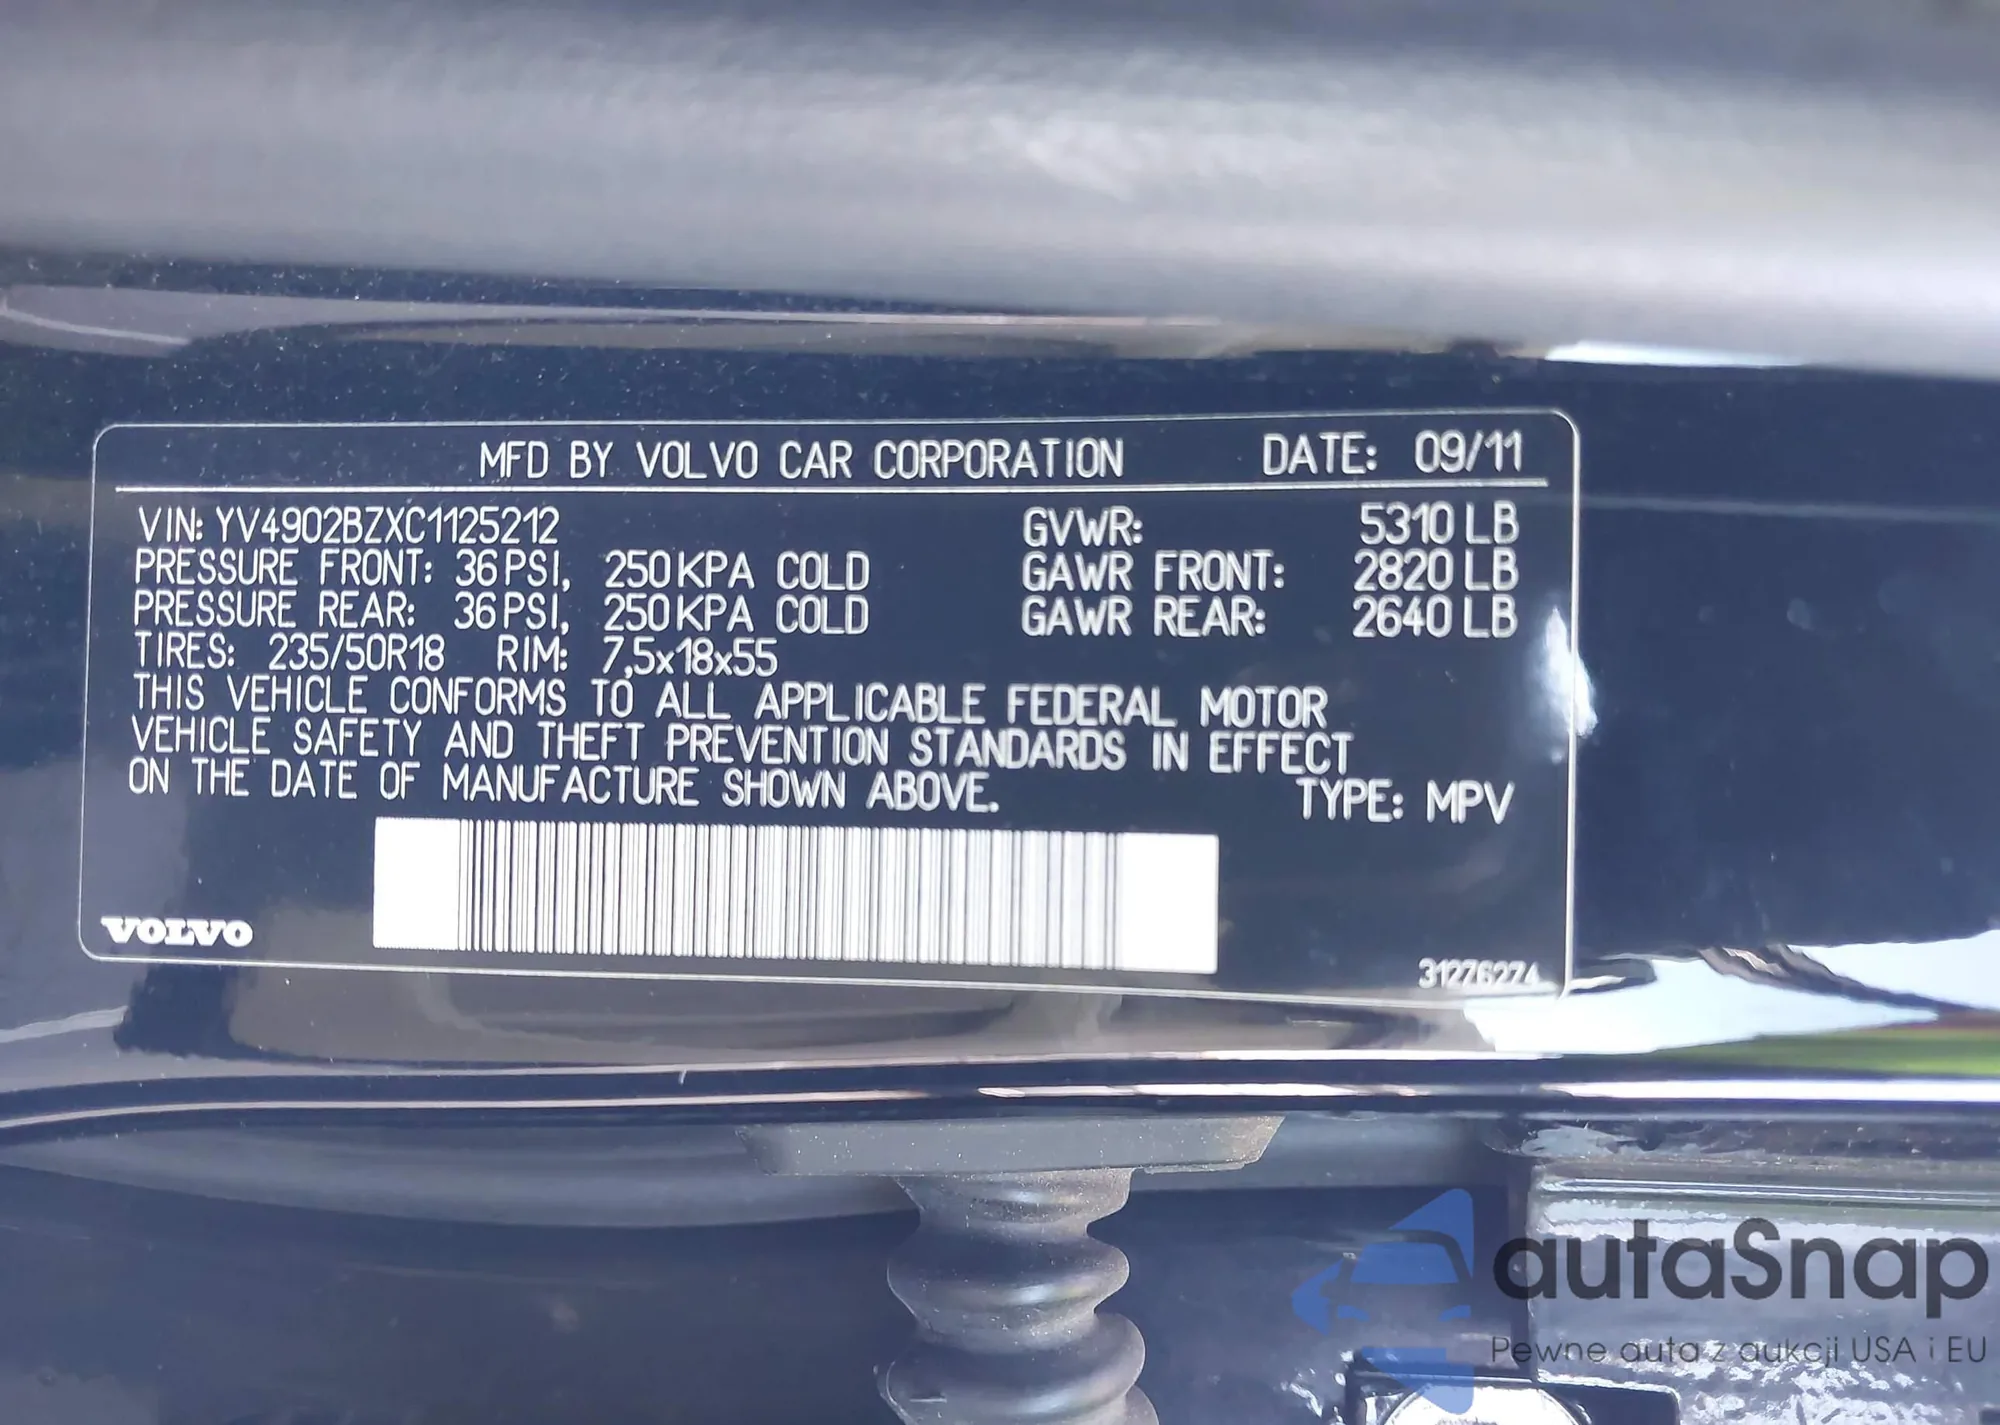 MFD BY VOLVO CAR CORPORATION DATE: 09/11
VIN: YV4902BZXC1125212 GVWR: 5310 LB
PRESSURE FRONT: 36 PSI, 250 KPA COLD GAWR FRONT: 2820 LB
PRESSURE REAR: 36 PSI, 250 KPA COLD GAWR REAR: 2640 LB
TIRES: 235/50R18 RIM: 7,5x18x55
THIS VEHICLE CONFORMS TO ALL APPLICABLE FEDERAL MOTOR
VEHICLE SAFETY AND THEFT PREVENTION STANDARDS IN EFFECT
ON THE DATE OF MANUFACTURE SHOWN ABOVE. TYPE: MPV
VOLVO
31276274
autaSnap
Pewne auta z aukcji USA i EU